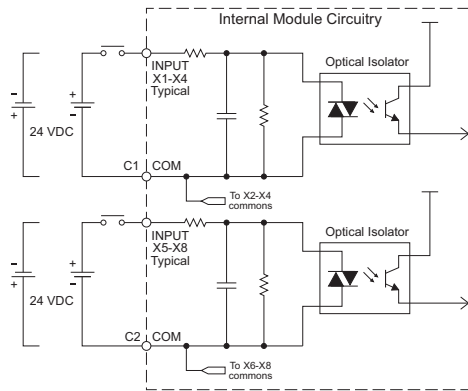 Internal Module Circuitry
INPUT
X1-X4
Typical
Optical Isolator
-
+
+
-
24 VDC
C1 COM
To X2-X4
commons
INPUT
X5-X8
Typical
Optical Isolator
-
+
+
-
24 VDC
C2 COM
To X6-X8
commons